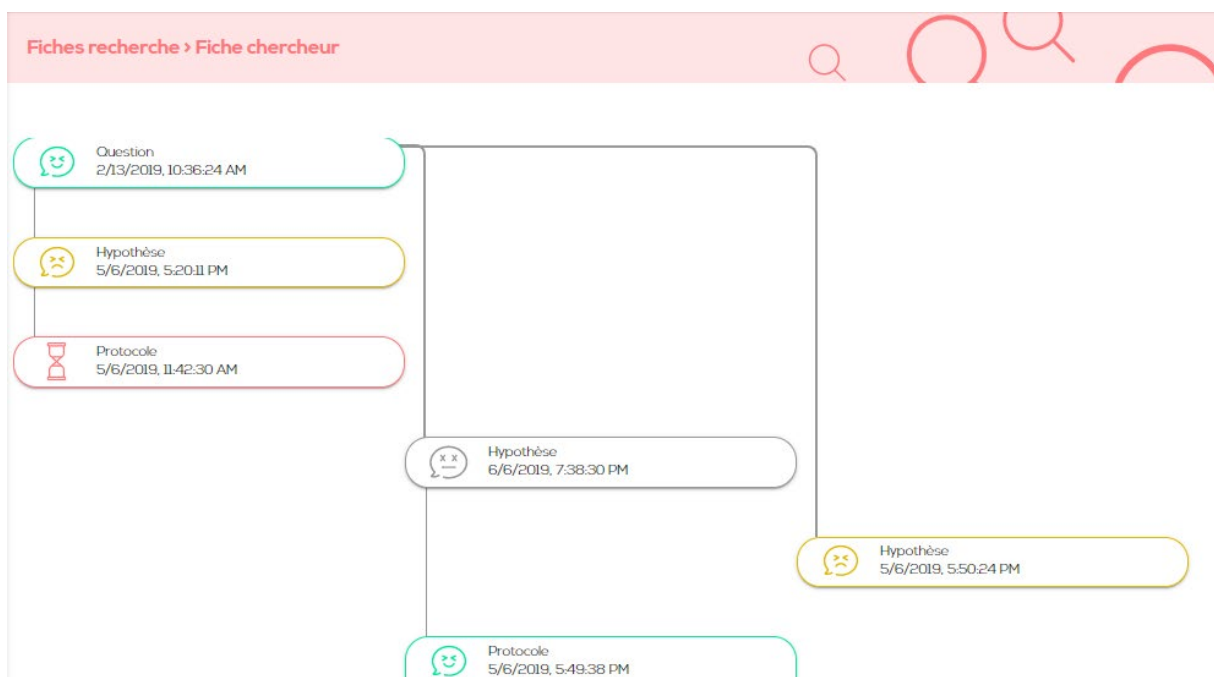 Fiches recherche > Fiche chercheur
Question
2/13/2019, 10:36:24 AM
Hypothèse
5/6/2019, 5:20:11 PM
Protocole
5/6/2019, 11:42:30 AM
Hypothèse
6/6/2019, 7:38:30 PM
Hypothèse
5/6/2019, 5:50:24 PM
Protocole
5/6/2019, 5:49:38 PM